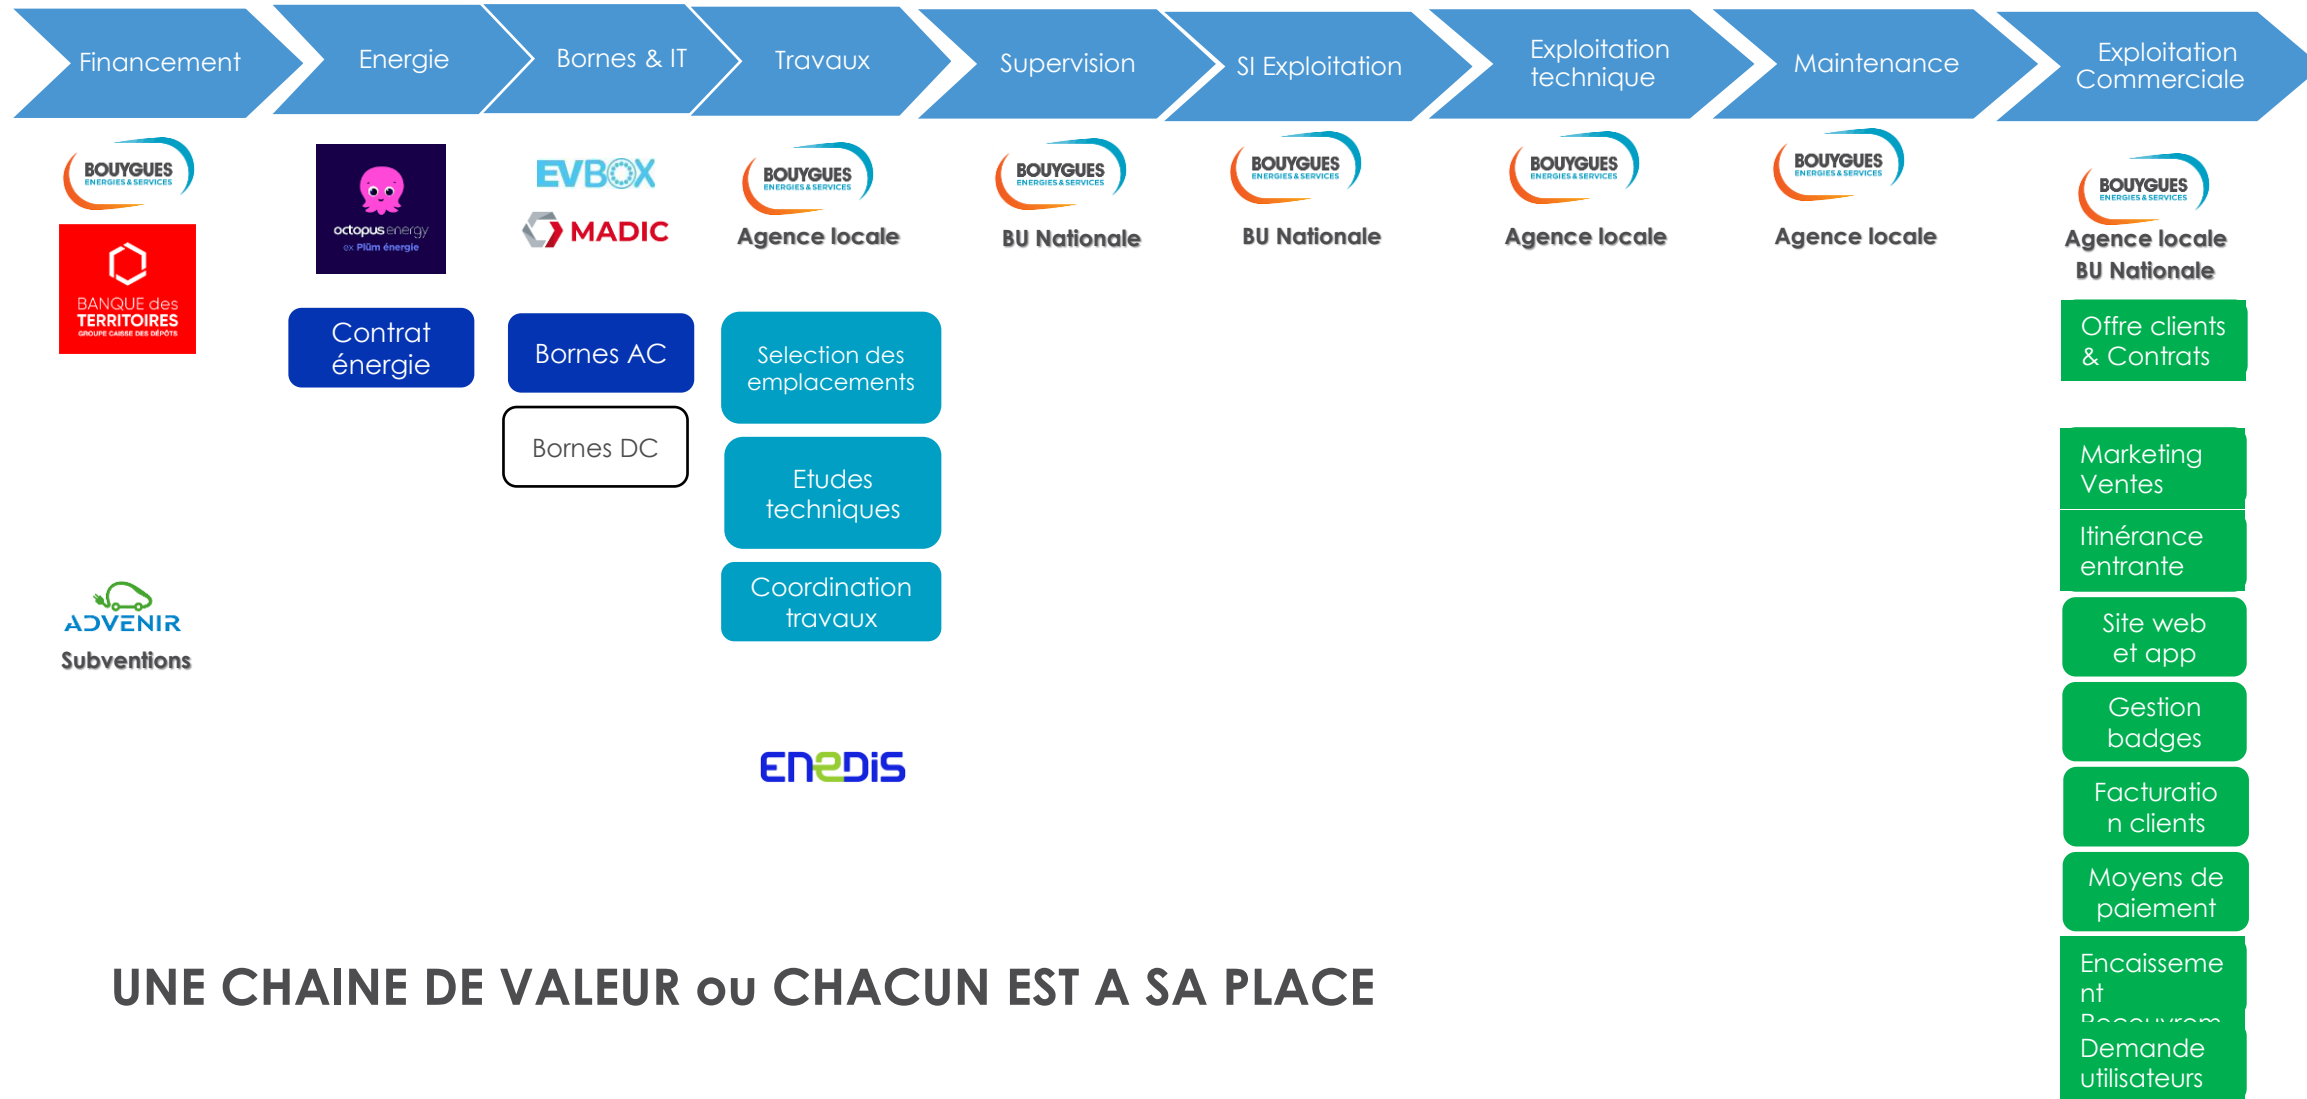 Financement
Energie
Bornes & IT
Travaux
Supervision
SI Exploitation
Exploitation
technique
Maintenance
Exploitation
Commerciale
BOUYGUES
ENERGIES & SERVICES
BANQUE des
TERRITOIRES
GROUPE CAISSE DES DÉPÔTS
ADVENIR
Subventions
octopus energy
ex Plüm énergie
Contrat
énergie
EVBOX
MADIC
Bornes AC
Bornes DC
BOUYGUES
ENERGIES & SERVICES
Agence locale
Selection des
emplacements
Etudes
techniques
Coordination
travaux
ENEDIS
BOUYGUES
ENERGIES & SERVICES
BU Nationale
BOUYGUES
ENERGIES & SERVICES
BU Nationale
BOUYGUES
ENERGIES & SERVICES
Agence locale
BOUYGUES
ENERGIES & SERVICES
Agence locale
BOUYGUES
ENERGIES & SERVICES
Agence locale
BU Nationale
Offre clients
& Contrats
Marketing
Ventes
Itinérance
entrante
Site web
et app
Gestion
badges
Facturatio
n clients
Moyens de
paiement
Encaisseme
nt
Recouvrem
Demande
utilisateurs
UNE CHAINE DE VALEUR ou CHACUN EST A SA PLACE